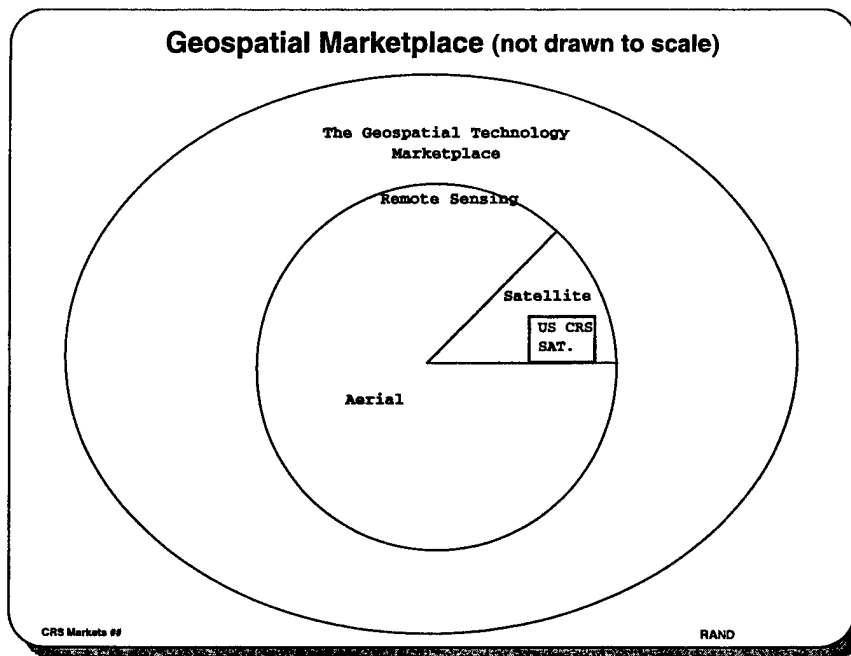 Geospatial Marketplace (not drawn to scale)
The Geospatial Technology
Marketplace
Remote Sensing
Satellite
US CRS
SAT.
Aerial
CRS Markets ##
RAND